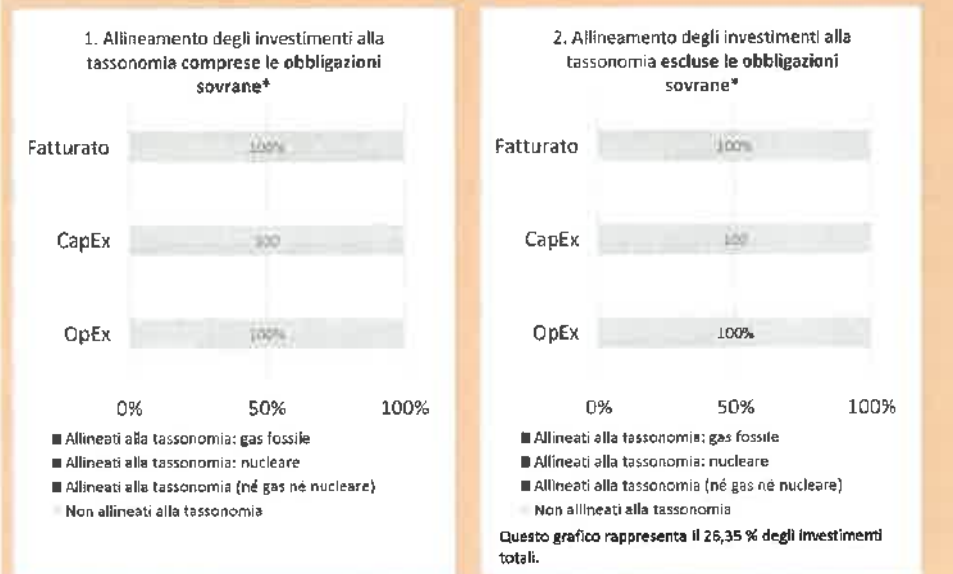 1. Allineamento degli investimenti alla
tassonomia comprese le obbligazioni
sovrane*
Fatturato
100%
CapEx
100
OpEx
100%
0% 50% 100%
Allineati alla tassonomia: gas fossile
Allineati alla tassonomia: nucleare
Allineati alla tassonomia (né gas né nucleare)
Non allineati alla tassonomia
2. Allineamento degli investimenti alla
tassonomia escluse le obbligazioni
sovrane*
Fatturato
100%
CapEx
100
OpEx
100%
0% 50% 100%
Allineati alla tassonomia: gas fossile
Allineati alla tassonomia: nucleare
Allineati alla tassonomia (né gas né nucleare)
Non allineati alla tassonomia
Questo grafico rappresenta il 26,35 % degli investimenti
totali.